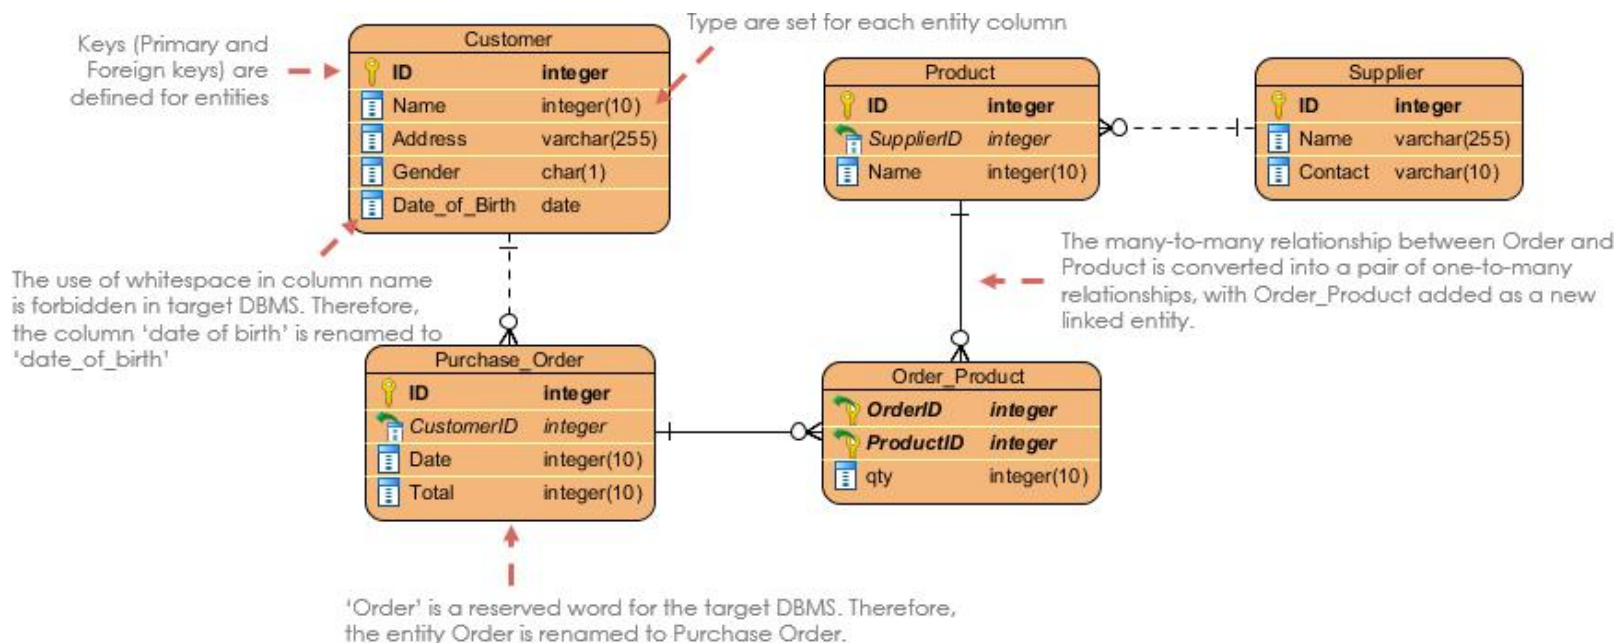 Keys (Primary and
Foreign keys) are
defined for entities
Type are set for each entity column
Customer
ID integer
Name integer(10)
Address varchar(255)
Gender char(1)
Date_of_Birth date
Product
ID integer
SupplierID integer
Name integer(10)
Supplier
ID integer
Name varchar(255)
Contact varchar(10)
The use of whitespace in column name
is forbidden in target DBMS. Therefore,
the column ‘date of birth’ is renamed to
‘date_of_birth’
The many-to-many relationship between Order and
Product is converted into a pair of one-to-many
relationships, with Order_Product added as a new
linked entity.
Purchase_Order
ID integer
CustomerID integer
Date integer(10)
Total integer(10)
Order_Product
OrderID integer
ProductID integer
qty integer(10)
‘Order’ is a reserved word for the target DBMS. Therefore,
the entity Order is renamed to Purchase Order.